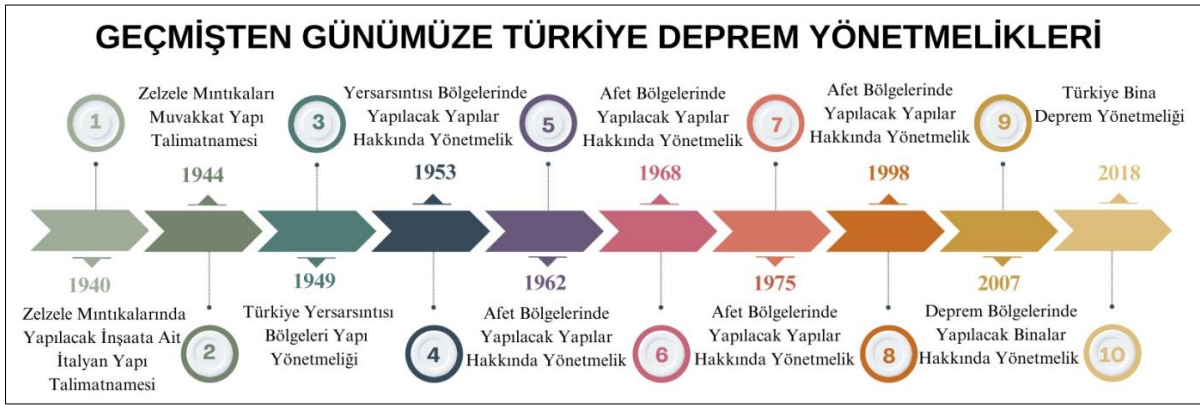 GEÇMİŞTEN GÜNÜMÜZE TÜRKİYE DEPREM YÖNETMELİKLERİ
1
1940
Zelzele Mıntıkalarında
Yapılacak İnşaata Ait
İtalyan Yapı
Talimatnamesi
Zelzele Mıntıkaları
Muvakkat Yapı
Talimatnamesi
1944
2
3
1949
Türkiye Yersarsıntısı
Bölgeleri Yapı
Yönetmeliği
Yersarsıntısı Bölgelerinde
Yapılacak Yapılar
Hakkında Yönetmelik
1953
4
5
1962
Afet Bölgelerinde
Yapılacak Yapılar
Hakkında Yönetmelik
Afet Bölgelerinde
Yapılacak Yapılar
Hakkında Yönetmelik
1968
6
7
1975
Afet Bölgelerinde
Yapılacak Yapılar
Hakkında Yönetmelik
Afet Bölgelerinde
Yapılacak Yapılar
Hakkında Yönetmelik
1998
8
9
2007
Deprem Bölgelerinde
Yapılacak Binalar
Hakkında Yönetmelik
Türkiye Bina
Deprem Yönetmeliği
2018
10